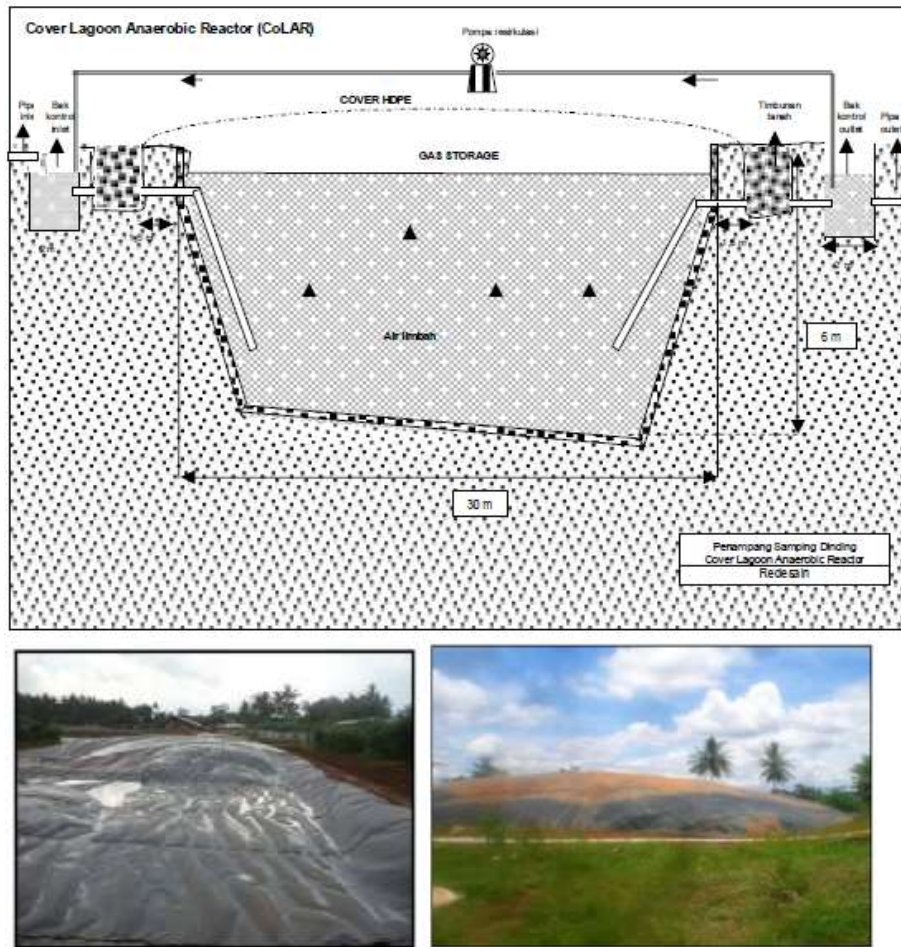 Cover Lagoon Anaerobic Reactor (CoLAR)
Pompa resirkulasi
COVER HDPE
Pipa
inlet
Bak
kontrol
inlet
Timbunan
tanah
Bak
kontrol
outlet
Pipa
outlet
GAS STORAGE
Air limbah
6 m
30 m
Penampang Samping Dinding
Cover Lagoon Anaerobic Reactor
Redesain